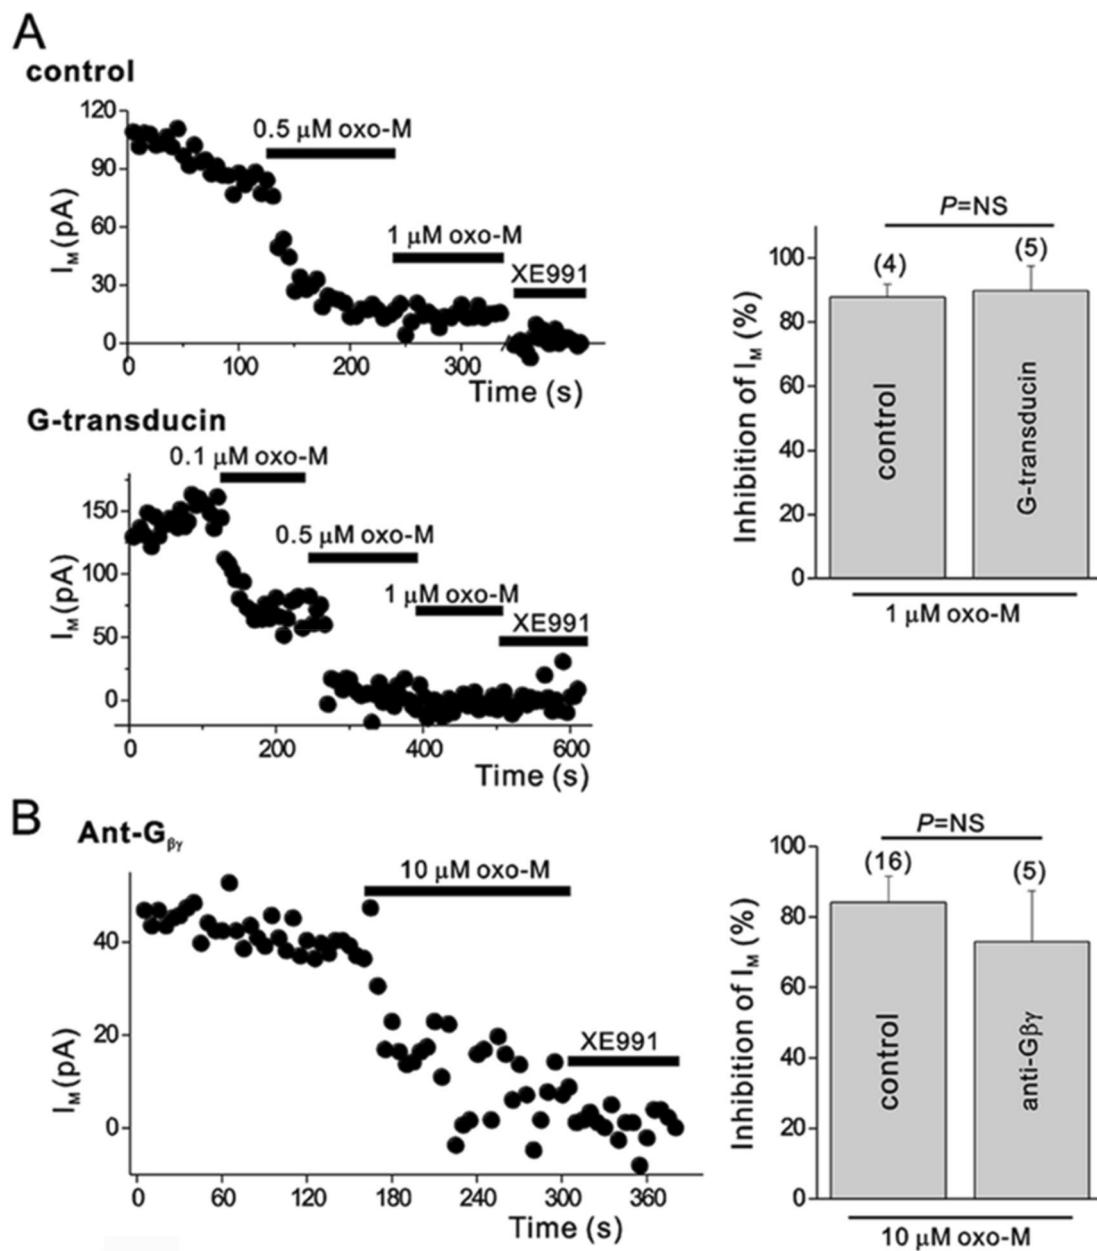 A
control
120
90
60
30
0
I_M (pA)
0.5 μM oxo-M
1 μM oxo-M
XE991
0 100 200 300
Time (s)
P=NS
100
80
60
40
20
0
Inhibition of I_M (%)
(4)
(5)
control
G-transducin
1 μM oxo-M
G-transducin
150
100
50
0
I_M (pA)
0.1 μM oxo-M
0.5 μM oxo-M
1 μM oxo-M
XE991
0 200 400 600
Time (s)
B
Ant-Gβγ
40
20
0
I_M (pA)
10 μM oxo-M
XE991
0 60 120 180 240 300 360
Time (s)
P=NS
100
80
60
40
20
0
Inhibition of I_M (%)
(16)
(5)
control
anti-Gβγ
10 μM oxo-M